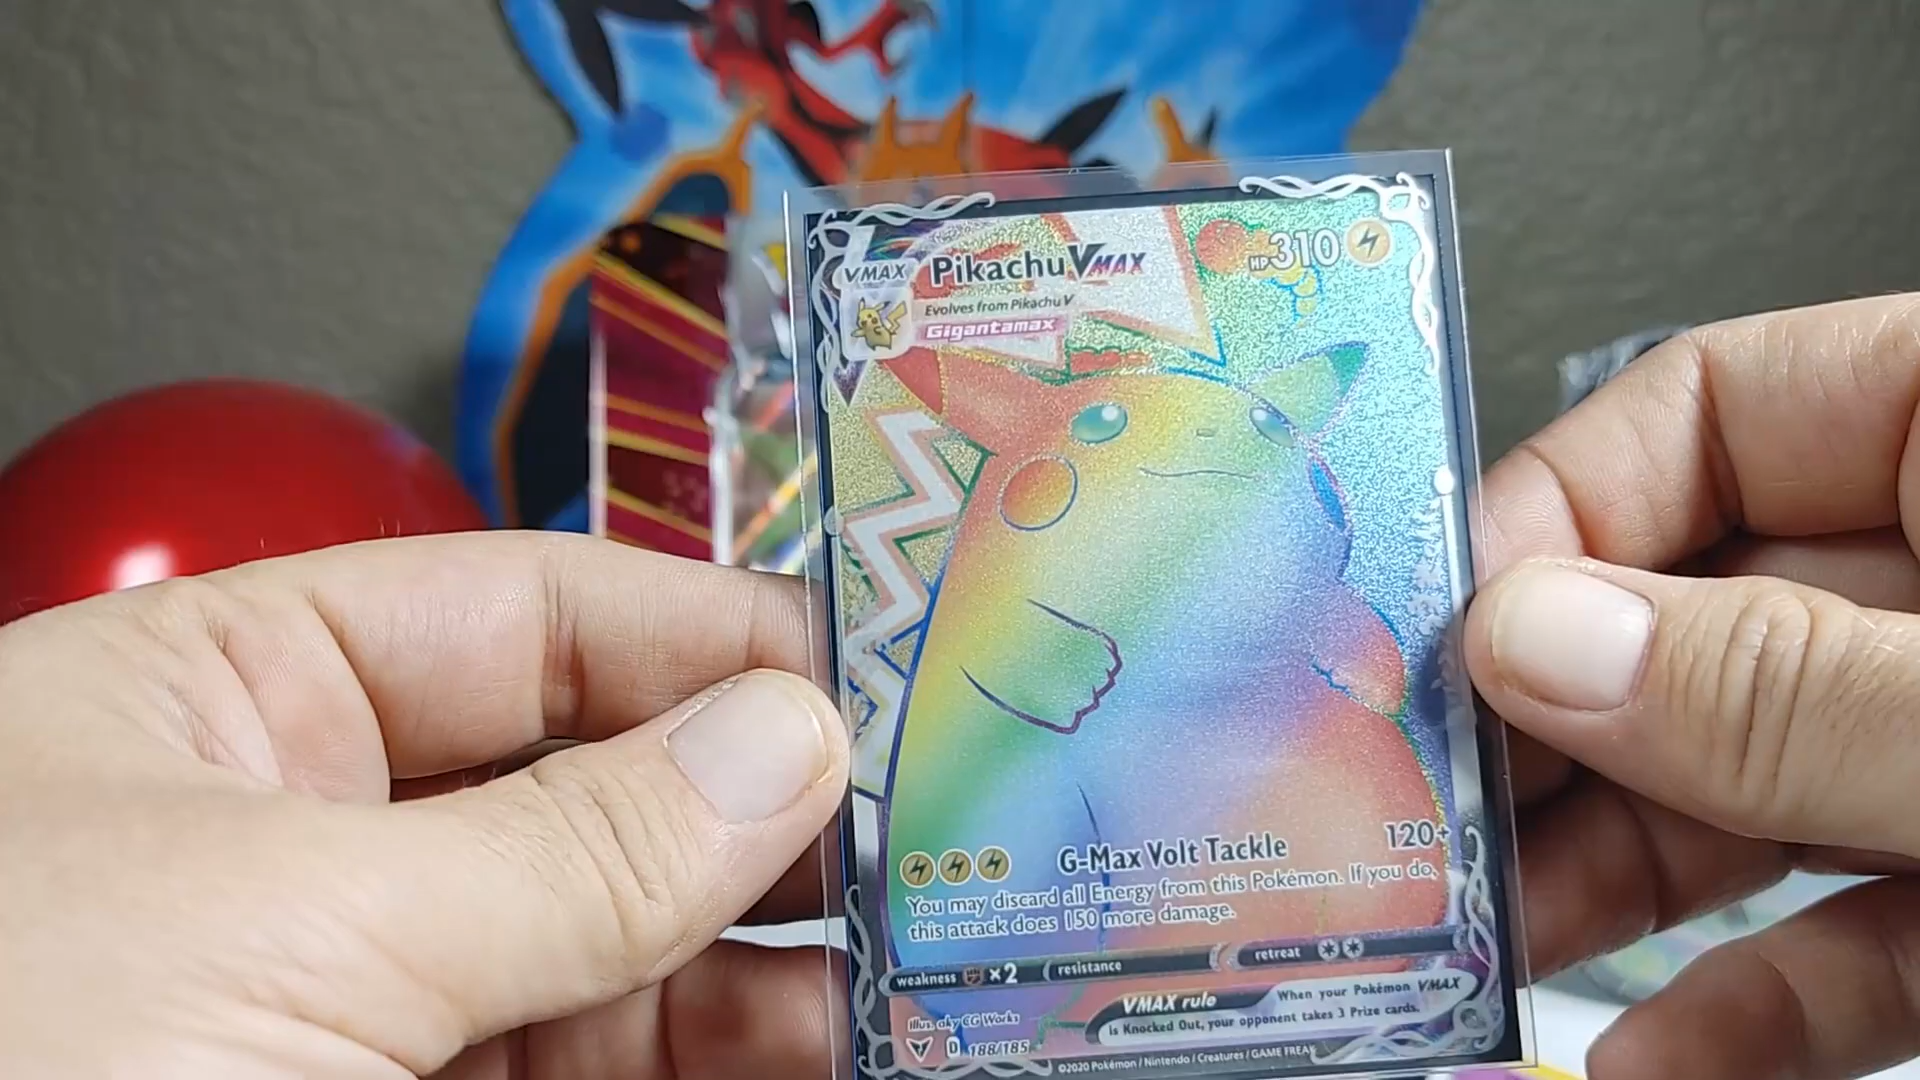 VMAX
Pikachu VMAX
HP 310
Evolves from Pikachu V
Gigantamax
G-Max Volt Tackle 120+
You may discard all Energy from this Pokémon. If you do,
this attack does 150 more damage.
weakness ×2 resistance retreat
VMAX rule When your Pokémon VMAX
is Knocked Out, your opponent takes 3 Prize cards.
Illus. aky CG Works
D 188/185
©2020 Pokémon / Nintendo / Creatures / GAME FREAK